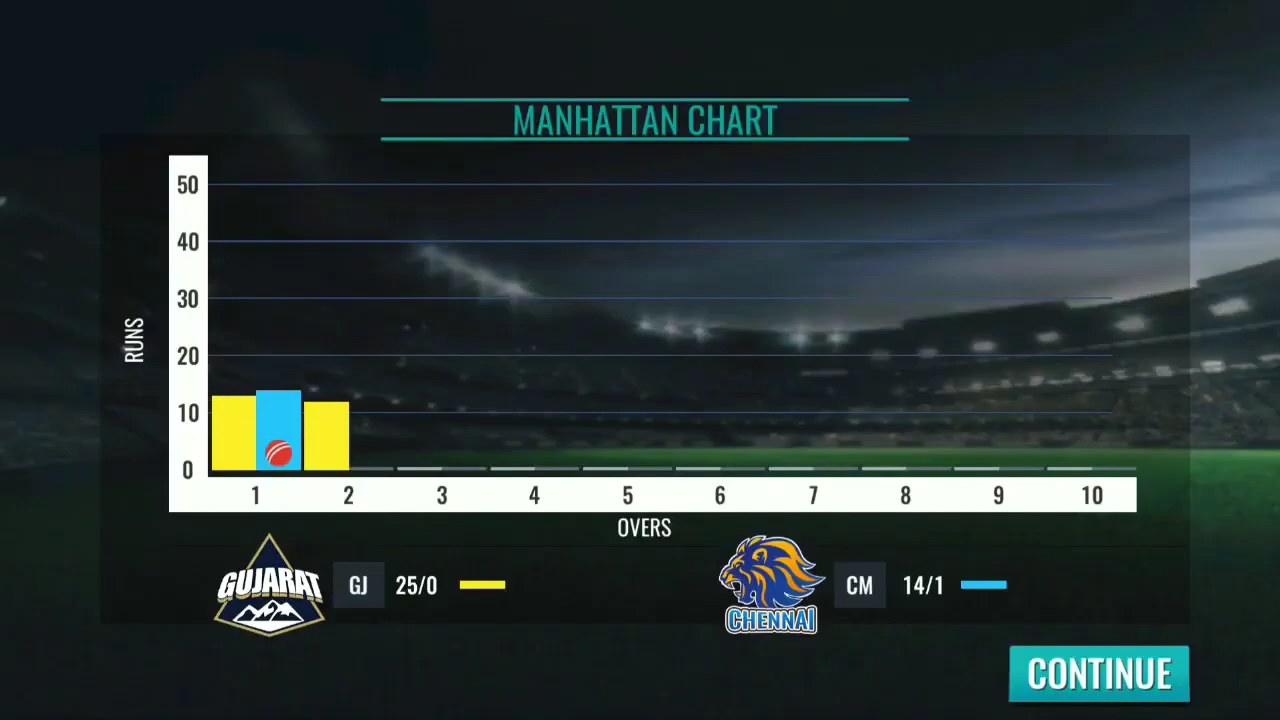 MANHATTAN CHART
50
40
30
20
10
0
RUNS
1 2 3 4 5 6 7 8 9 10
OVERS
GUJARAT GJ 25/0
CHENNAI CM 14/1
CONTINUE